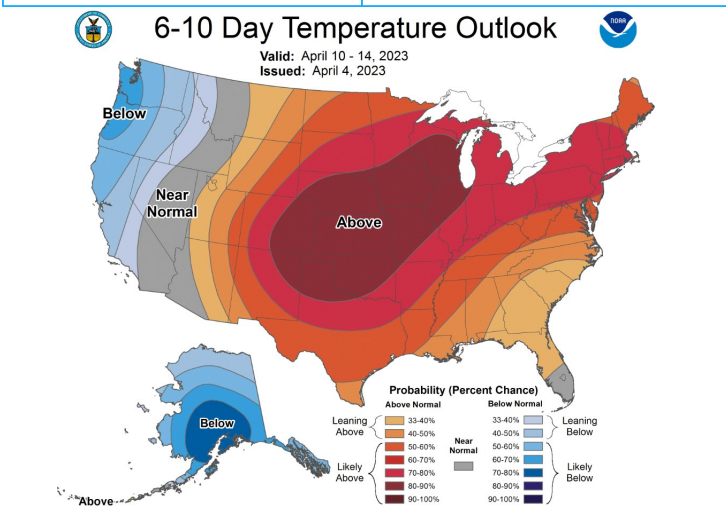 NOAA
6-10 Day Temperature Outlook
Valid: April 10 - 14, 2023
Issued: April 4, 2023
Below
Near
Normal
Above
Below
Above
Probability (Percent Chance)
Above Normal
Below Normal
Leaning
Above
33-40%
40-50%
Likely
Above
50-60%
60-70%
70-80%
80-90%
90-100%
Near
Normal
33-40%
40-50%
Leaning
Below
50-60%
60-70%
70-80%
80-90%
90-100%
Likely
Below